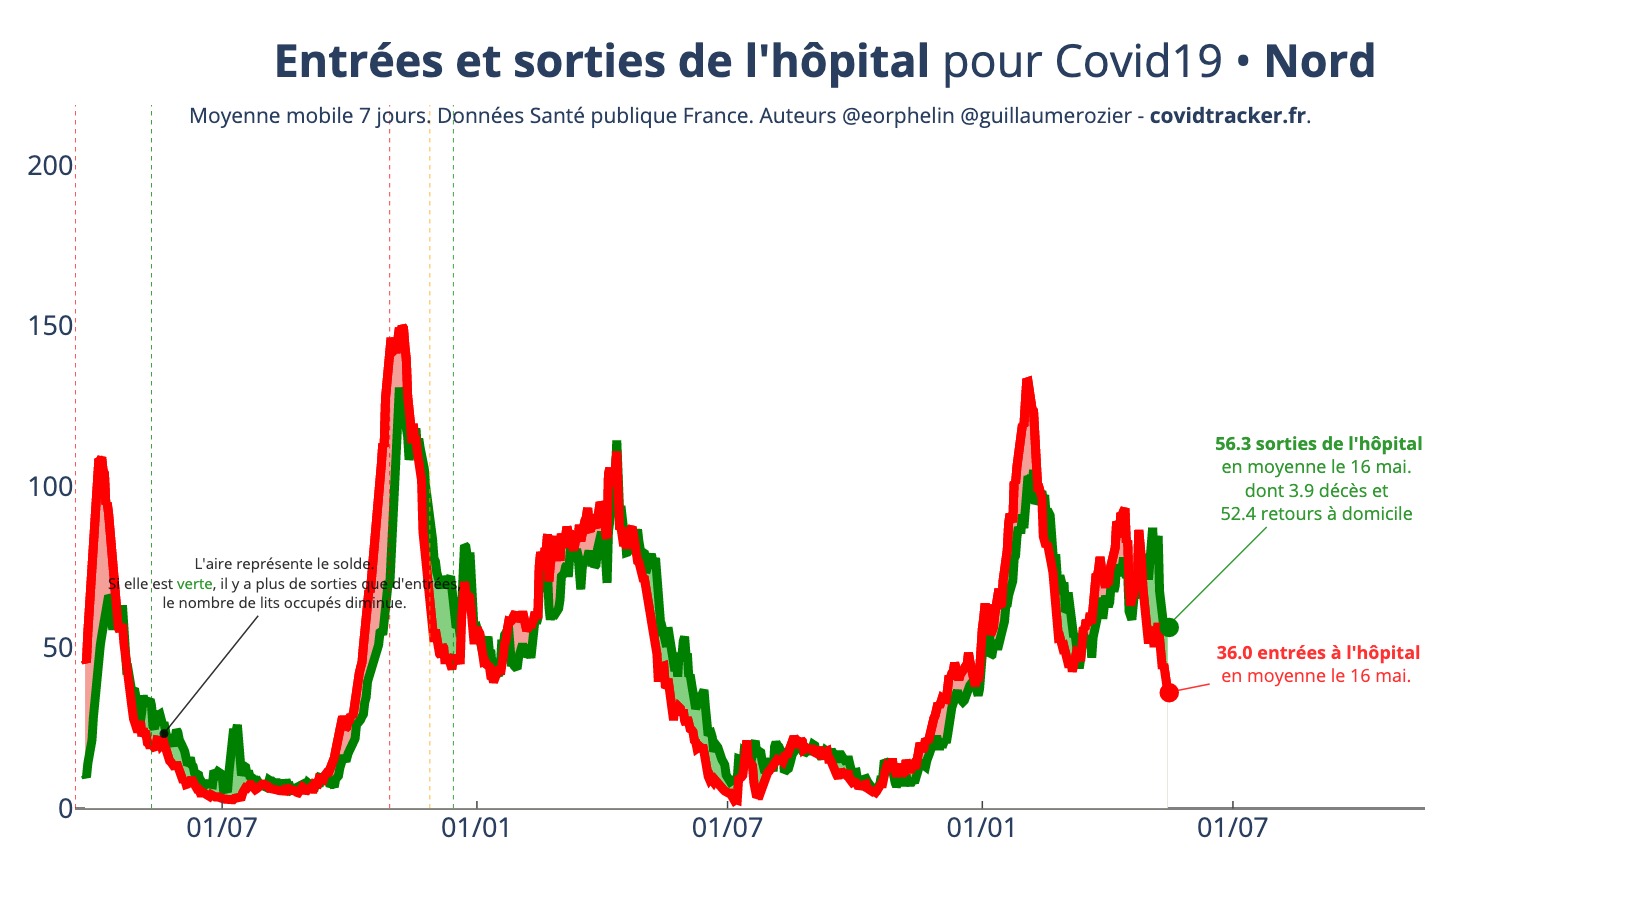 Entrées et sorties de l'hôpital pour Covid19 • Nord
Moyenne mobile 7 jours. Données Santé publique France. Auteurs @eorphelin @guillaumerozier - covidtracker.fr.
200
150
100
50
0
L'aire représente le solde.
Si elle est verte, il y a plus de sorties que d'entrées,
le nombre de lits occupés diminue.
56.3 sorties de l'hôpital
en moyenne le 16 mai.
dont 3.9 décès et
52.4 retours à domicile
36.0 entrées à l'hôpital
en moyenne le 16 mai.
01/07 01/01 01/07 01/01 01/07